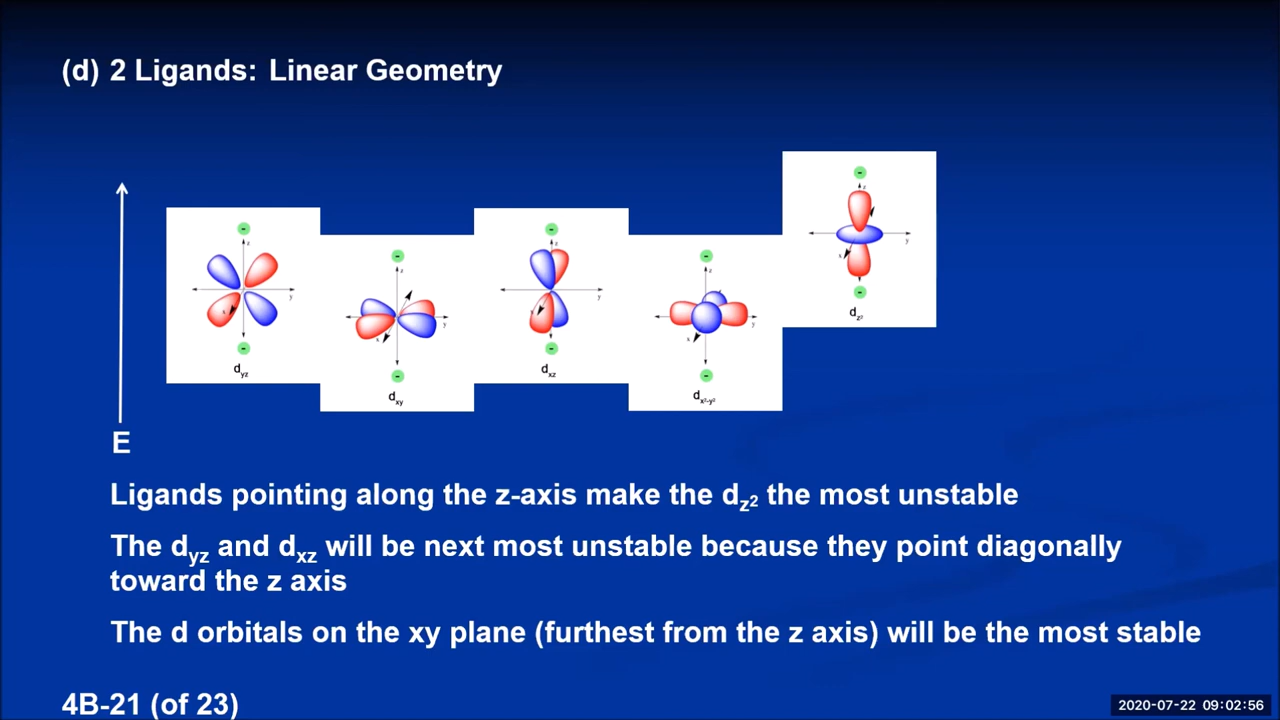 (d) 2 Ligands: Linear Geometry
z
y
x
d_yz
z
y
x
d_xy
z
y
x
d_xz
z
y
x
d_x²-y²
z
y
x
d_z²
E
Ligands pointing along the z-axis make the d_z² the most unstable
The d_yz and d_xz will be next most unstable because they point diagonally
toward the z axis
The d orbitals on the xy plane (furthest from the z axis) will be the most stable
4B-21 (of 23)
2020-07-22 09:02:56